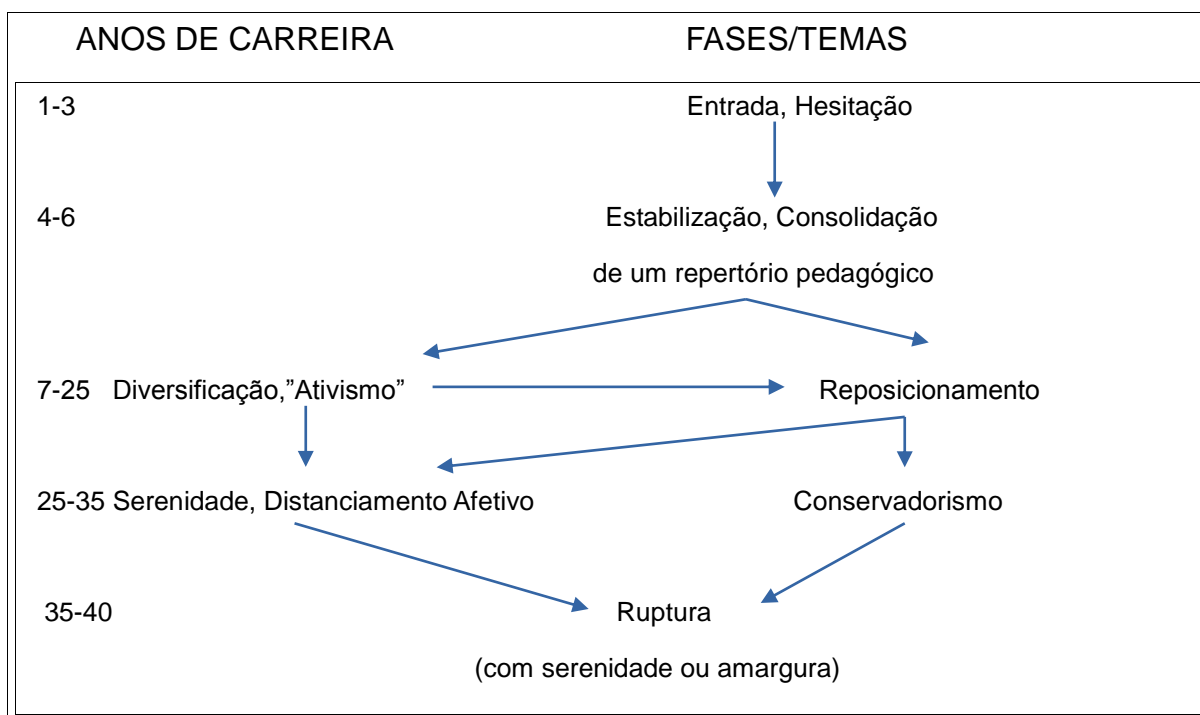 ANOS DE CARREIRA FASES/TEMAS
1-3 Entrada, Hesitação
4-6 Estabilização, Consolidação
de um repertório pedagógico
7-25 Diversificação,”Ativismo” Reposicionamento
25-35 Serenidade, Distanciamento Afetivo Conservadorismo
35-40 Ruptura
(com serenidade ou amargura)